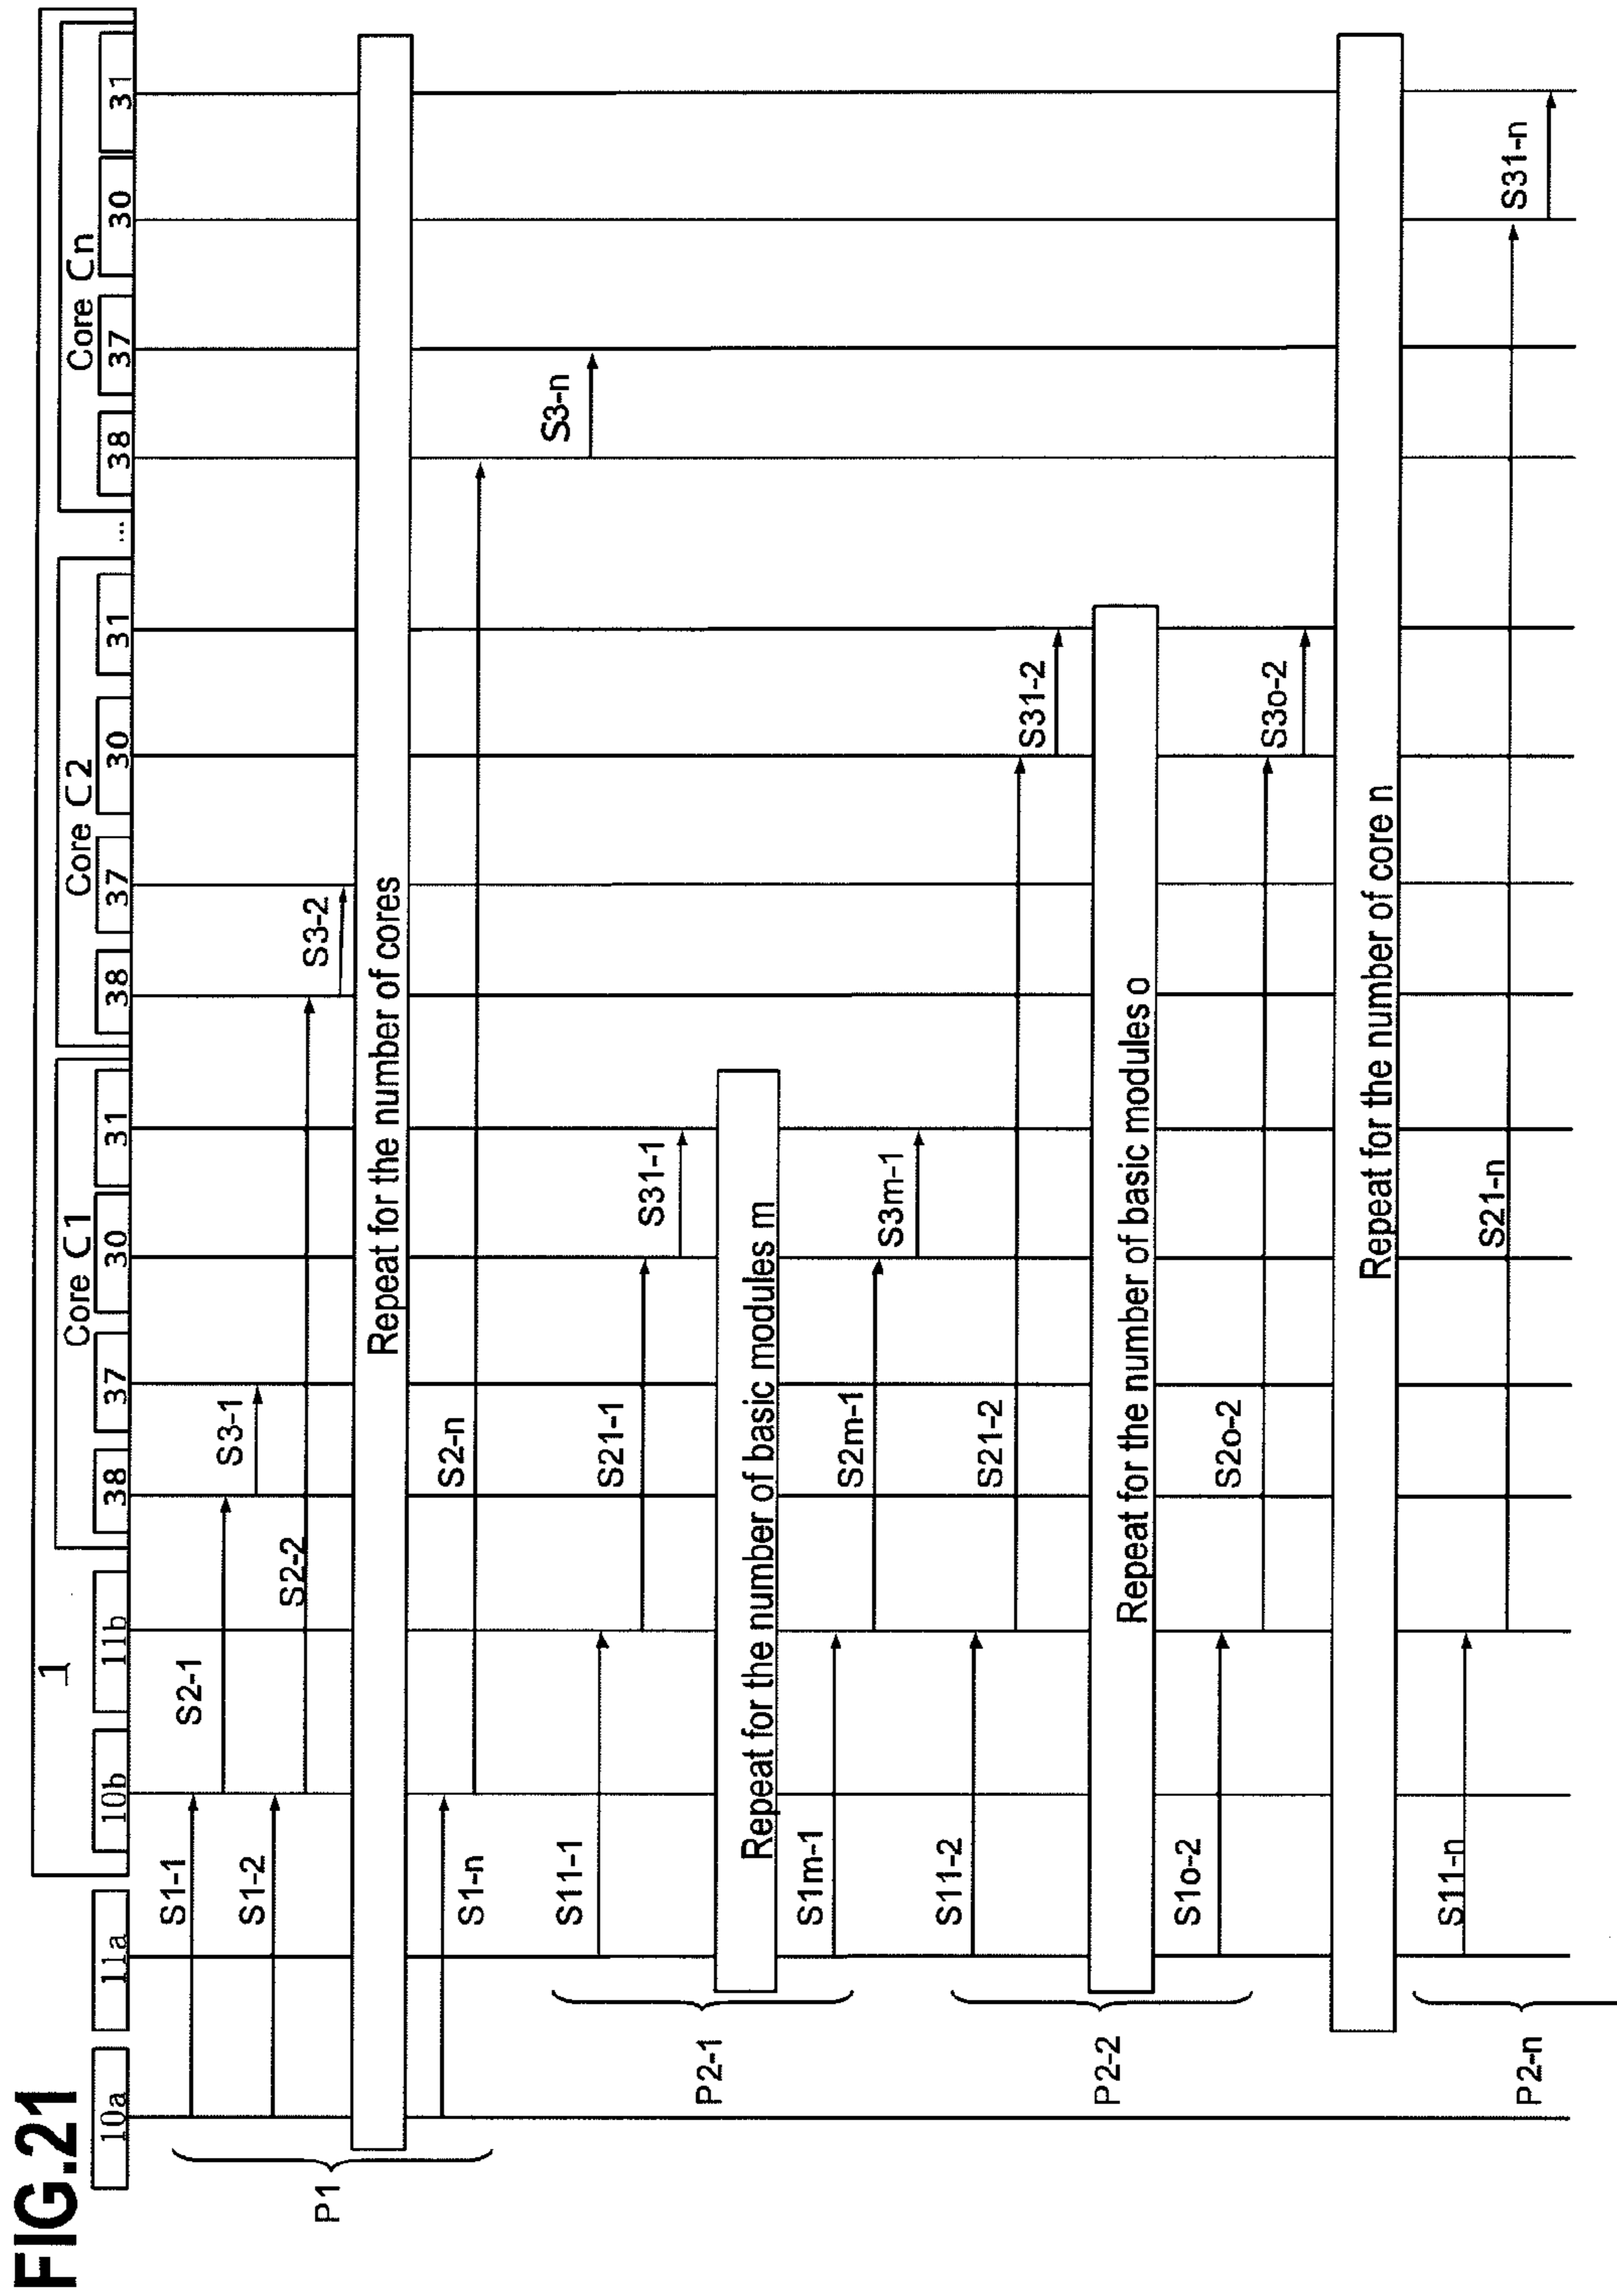 FIG.21
1
Core C1
Core C2
Core Cn
10a
11a
10b
11b
38
37
30
31
38
37
30
31
...
38
37
30
31
P1
S1-1
S2-1
S3-1
S1-2
S2-2
S3-2
Repeat for the number of cores
S1-n
S2-n
S3-n
P2-1
S11-1
S21-1
S31-1
Repeat for the number of basic modules m
S1m-1
S2m-1
S3m-1
P2-2
S11-2
S21-2
S31-2
Repeat for the number of basic modules o
S1o-2
S2o-2
S3o-2
Repeat for the number of core n
P2-n
S11-n
S21-n
S31-n